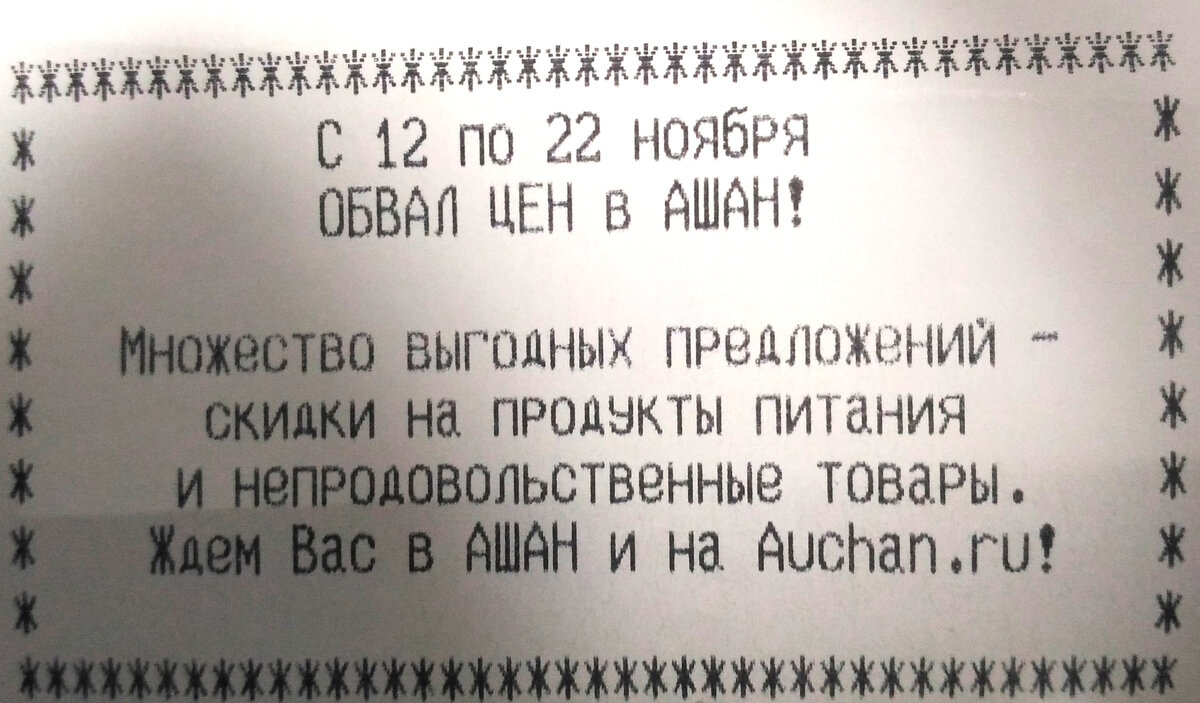 С 12 по 22 ноября
ОБВАЛ ЦЕН в АШАН!
Множество выгодных предложений -
скидки на продукты питания
и непродовольственные товары.
Ждем Вас в АШАН и на Auchan.ru!